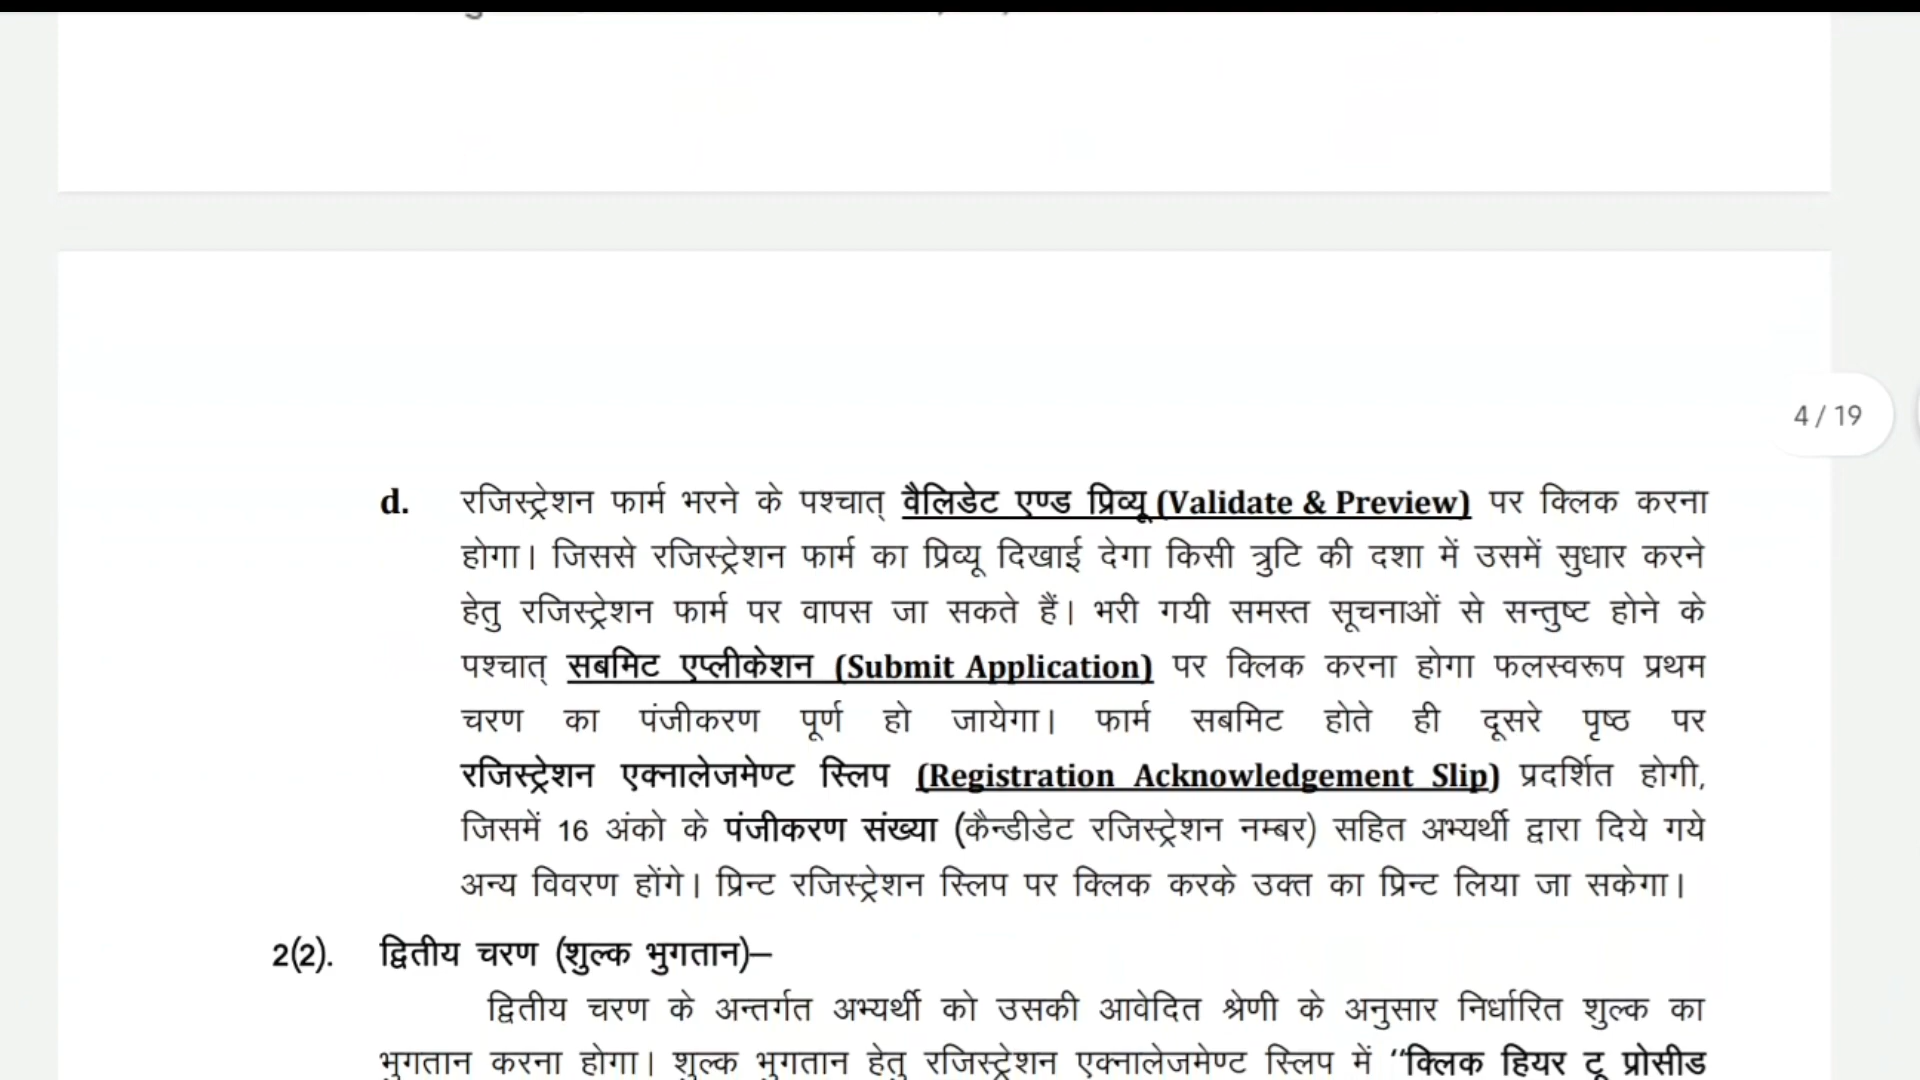 4 / 19
d. रजिस्ट्रेशन फार्म भरने के पश्चात् वैलिडेट एण्ड प्रिव्यू (Validate & Preview) पर क्लिक करना
होगा। जिससे रजिस्ट्रेशन फार्म का प्रिव्यू दिखाई देगा किसी त्रुटि की दशा में उसमें सुधार करने
हेतु रजिस्ट्रेशन फार्म पर वापस जा सकते हैं। भरी गयी समस्त सूचनाओं से सन्तुष्ट होने के
पश्चात् सबमिट एप्लीकेशन (Submit Application) पर क्लिक करना होगा फलस्वरूप प्रथम
चरण का पंजीकरण पूर्ण हो जायेगा। फार्म सबमिट होते ही दूसरे पृष्ठ पर
रजिस्ट्रेशन एक्नालेजमेण्ट स्लिप (Registration Acknowledgement Slip) प्रदर्शित होगी,
जिसमें 16 अंको के पंजीकरण संख्या (कैन्डीडेट रजिस्ट्रेशन नम्बर) सहित अभ्यर्थी द्वारा दिये गये
अन्य विवरण होंगे। प्रिन्ट रजिस्ट्रेशन स्लिप पर क्लिक करके उक्त का प्रिन्ट लिया जा सकेगा।
2(2). द्वितीय चरण (शुल्क भुगतान)–
द्वितीय चरण के अन्तर्गत अभ्यर्थी को उसकी आवेदित श्रेणी के अनुसार निर्धारित शुल्क का
भुगतान करना होगा। शुल्क भुगतान हेतु रजिस्ट्रेशन एक्नालेजमेण्ट स्लिप में "क्लिक हियर टू प्रोसीड